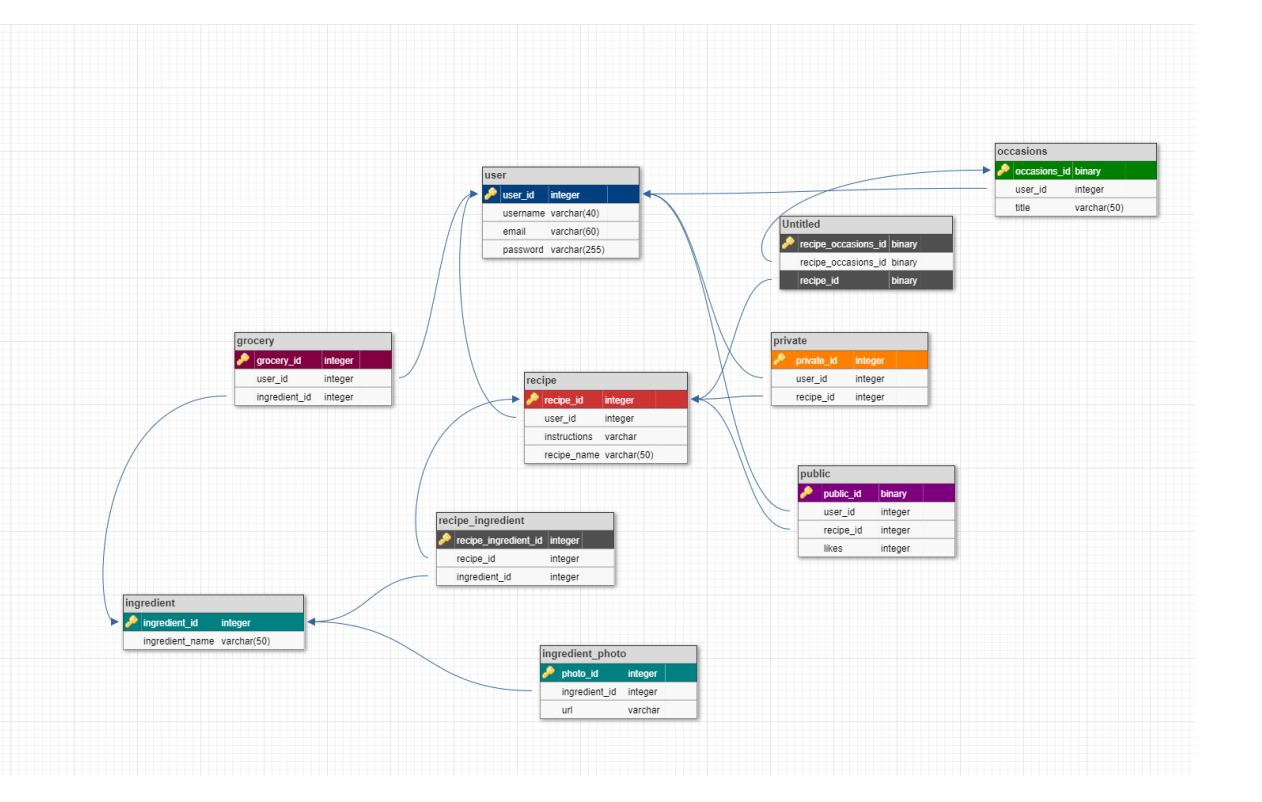 occasions
occasions_id binary
user_id integer
title varchar(50)
user
user_id integer
username varchar(40)
email varchar(60)
password varchar(255)
Untitled
recipe_occasions_id binary
recipe_occasions_id binary
recipe_id binary
grocery
grocery_id integer
user_id integer
ingredient_id integer
private
private_id integer
user_id integer
recipe_id integer
recipe
recipe_id integer
user_id integer
instructions varchar
recipe_name varchar(50)
public
public_id binary
user_id integer
recipe_id integer
likes integer
recipe_ingredient
recipe_ingredient_id integer
recipe_id integer
ingredient_id integer
ingredient
ingredient_id integer
ingredient_name varchar(50)
ingredient_photo
photo_id integer
ingredient_id integer
url varchar